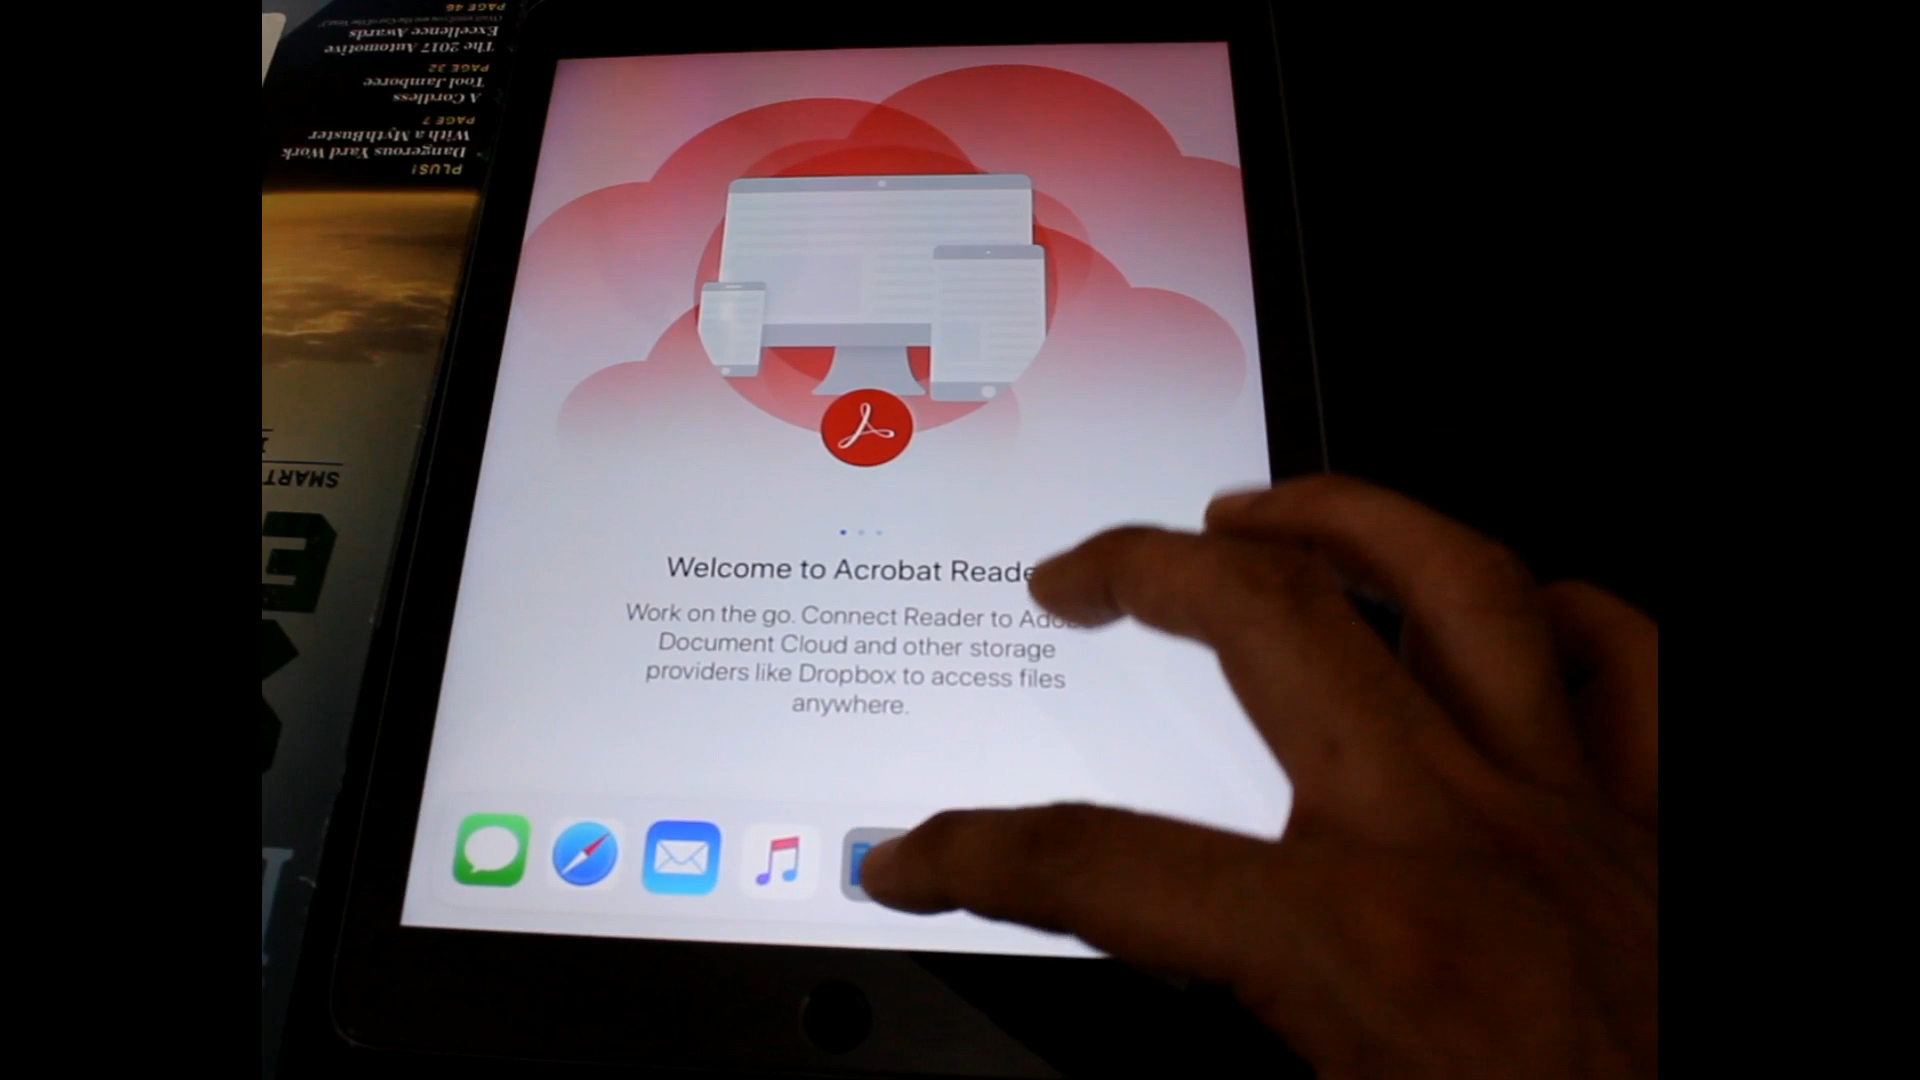 Welcome to Acrobat Reade
Work on the go. Connect Reader to Adob
Document Cloud and other storage
providers like Dropbox to access files
anywhere.
PLUS!
Dangerous Yard Work
With a MythBuster
PAGE 7
A Cordless
Tool Jamboree
PAGE 32
The 2017 Automotive
Excellence Awards
PAGE 46
SMART